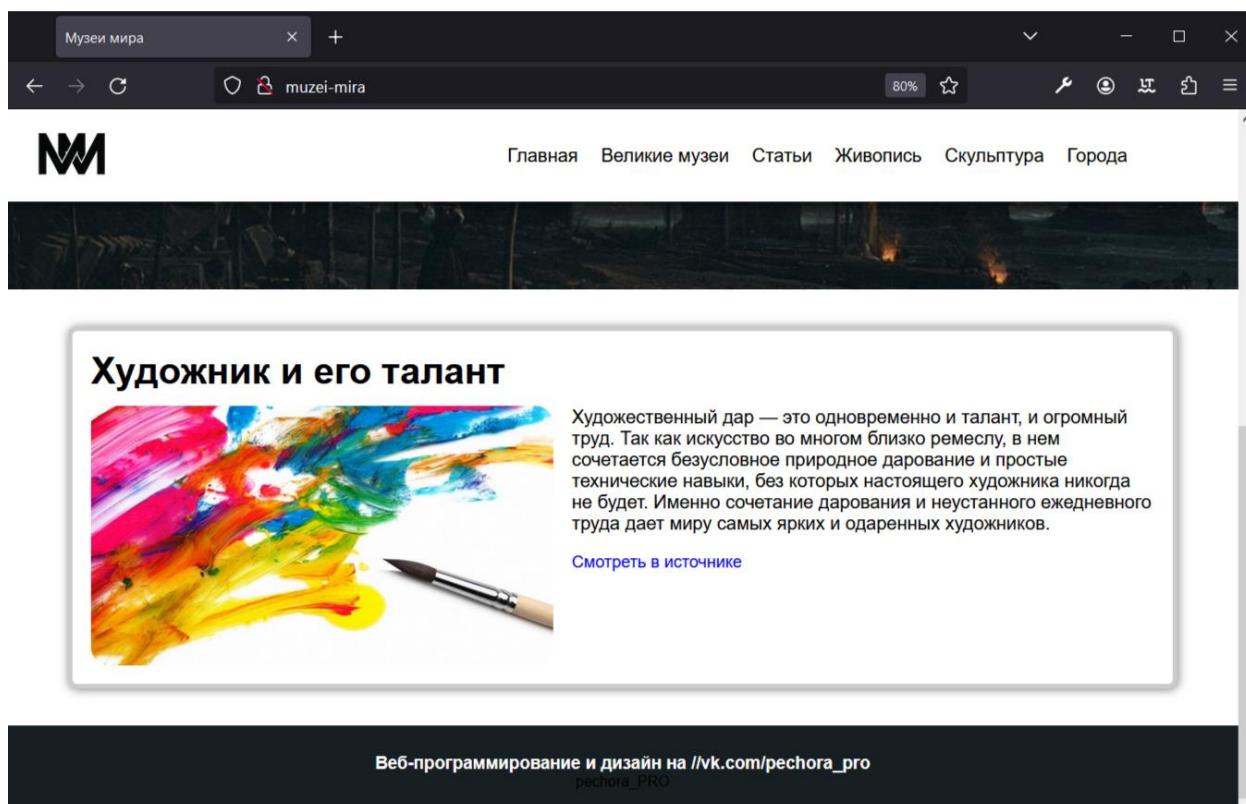 Музеи мира
muzei-mira
80%
NM
Главная Великие музеи Статьи Живопись Скульптура Города
Художник и его талант
Художественный дар — это одновременно и талант, и огромный
труд. Так как искусство во многом близко ремеслу, в нем
сочетается безусловное природное дарование и простые
технические навыки, без которых настоящего художника никогда
не будет. Именно сочетание дарования и неустанного ежедневного
труда дает миру самых ярких и одаренных художников.
Смотреть в источнике
Веб-программирование и дизайн на //vk.com/pechora_pro
pechora_PRO